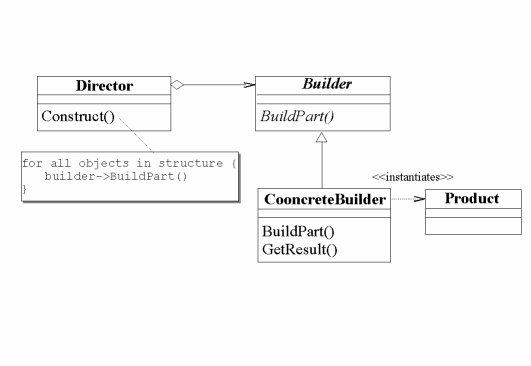 Director
Construct()
Builder
BuildPart()
for all objects in structure {
builder->BuildPart()
}
<<instantiates>>
CooncreteBuilder
BuildPart()
GetResult()
Product